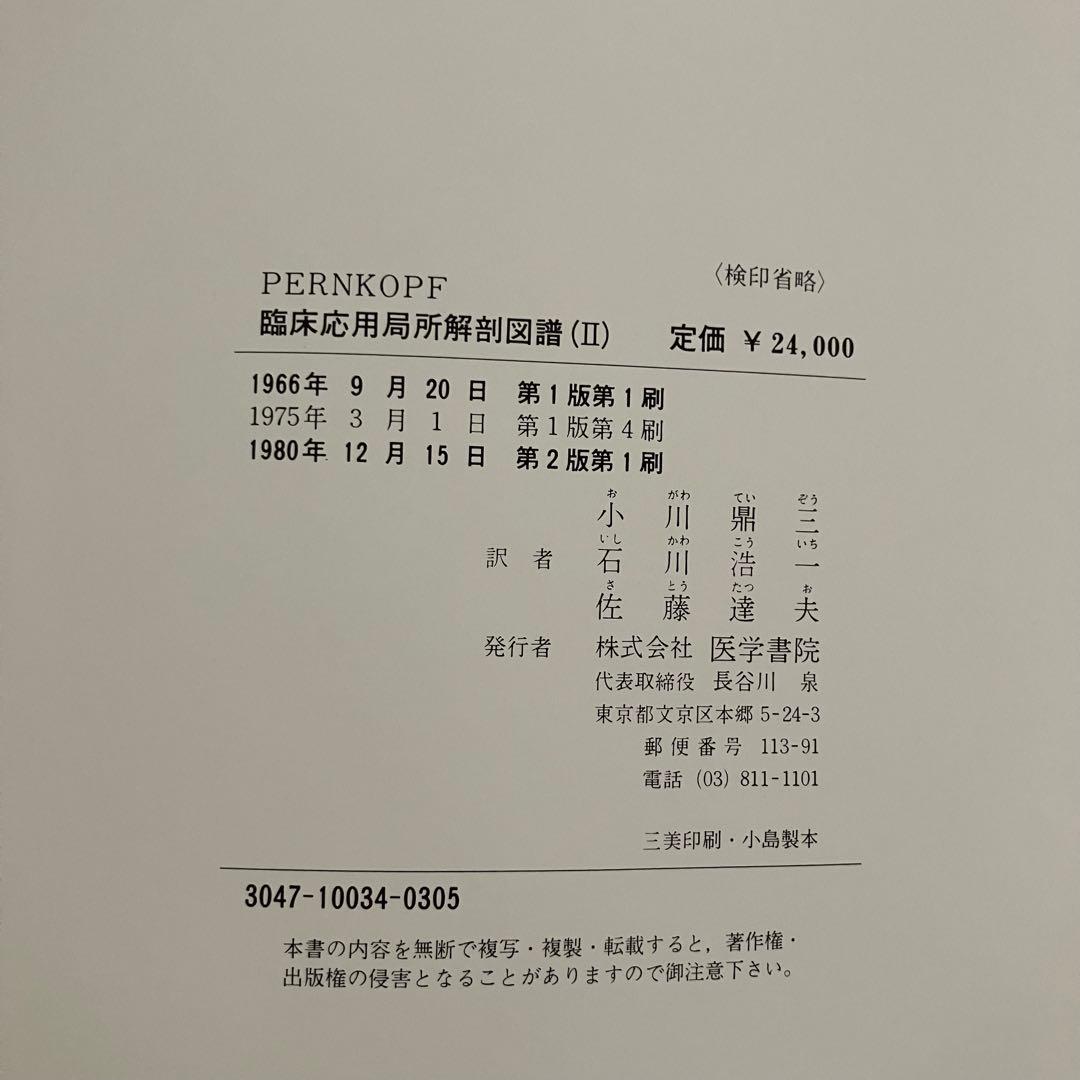 PERNKOPF 〈検印省略〉
臨床応用局所解剖図譜(II) 定価 ¥ 24,000
1966年 9 月 20 日 第1版第1刷
1975年 3 月 1 日 第1版第4刷
1980年 12 月 15 日 第2版第1刷
お がわ てい ぞう
小 川 鼎 三
いし かわ こう いち
訳 者 石 川 浩 一
さ とう たつ お
佐 藤 達 夫
発行者 株式会社 医学書院
代表取締役 長谷川 泉
東京都文京区本郷 5-24-3
郵便番号 113-91
電話 (03) 811-1101
三美印刷・小島製本
3047-10034-0305
本書の内容を無断で複写・複製・転載すると，著作権・
出版権の侵害となることがありますので御注意下さい。